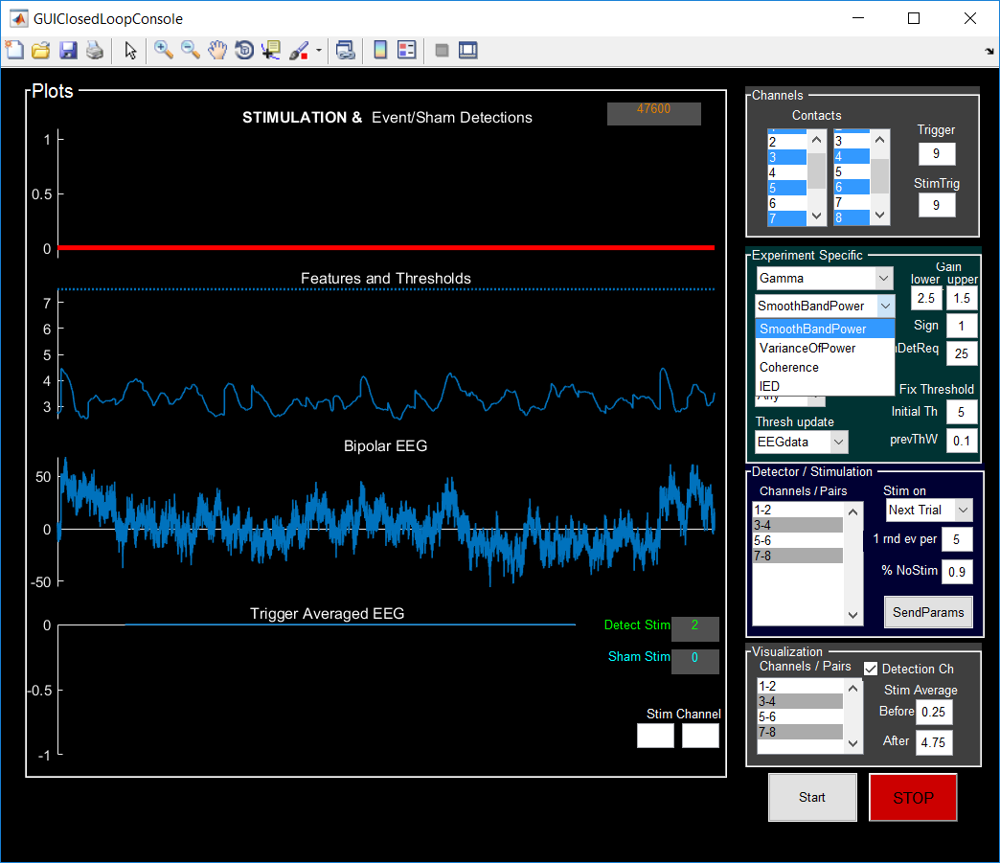 GUIClosedLoopConsole
Plots
STIMULATION & Event/Sham Detections
47600
1
0.5
0
Features and Thresholds
7
6
5
4
3
Bipolar EEG
50
0
-50
Trigger Averaged EEG
0
-0.5
-1
Detect Stim 2
Sham Stim 0
Stim Channel
Channels
Contacts
2
3
4
5
6
7
3
4
5
6
7
8
Trigger
9
StimTrig
9
Experiment Specific
Gamma
SmoothBandPower
SmoothBandPower
VarianceOfPower
Coherence
IED
Any
Thresh update
EEGdata
Gain
lower upper
2.5 1.5
Sign 1
DetReq 25
Fix Threshold
Initial Th 5
prevThW 0.1
Detector / Stimulation
Channels / Pairs
1-2
3-4
5-6
7-8
Stim on
Next Trial
1 rnd ev per 5
% NoStim 0.9
SendParams
Visualization
Channels / Pairs
1-2
3-4
5-6
7-8
Detection Ch
Stim Average
Before 0.25
After 4.75
Start
STOP